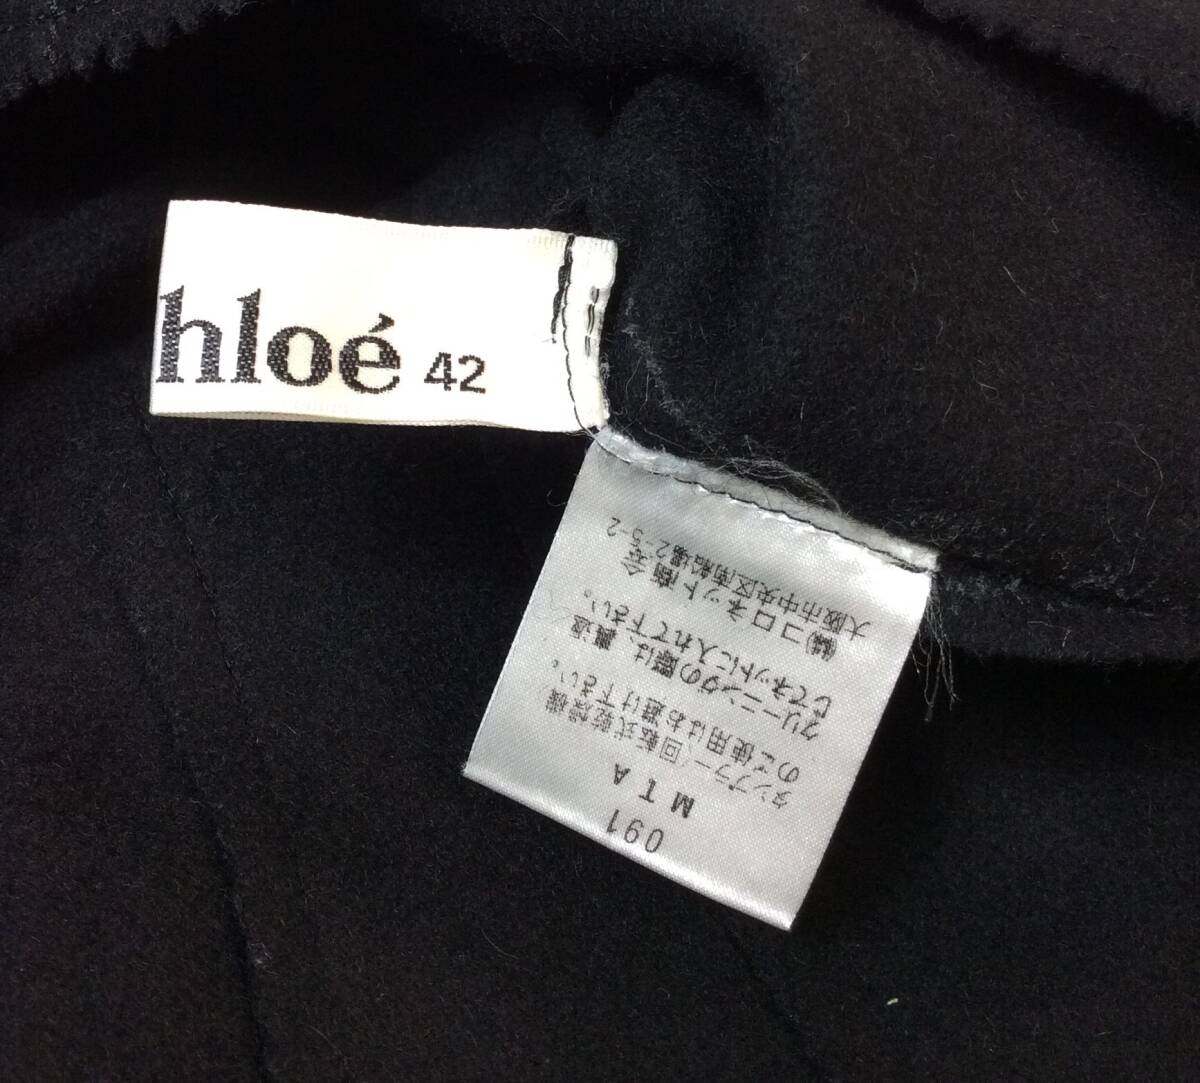 hloé 42
091
MTA
タンブラー/回転式乾燥機
のご使用はお避け下さい。
クリーニングの際は、裏返
してネットに入れて下さい。
㈱コロネット商会
大阪市中央区南船場2-5-2